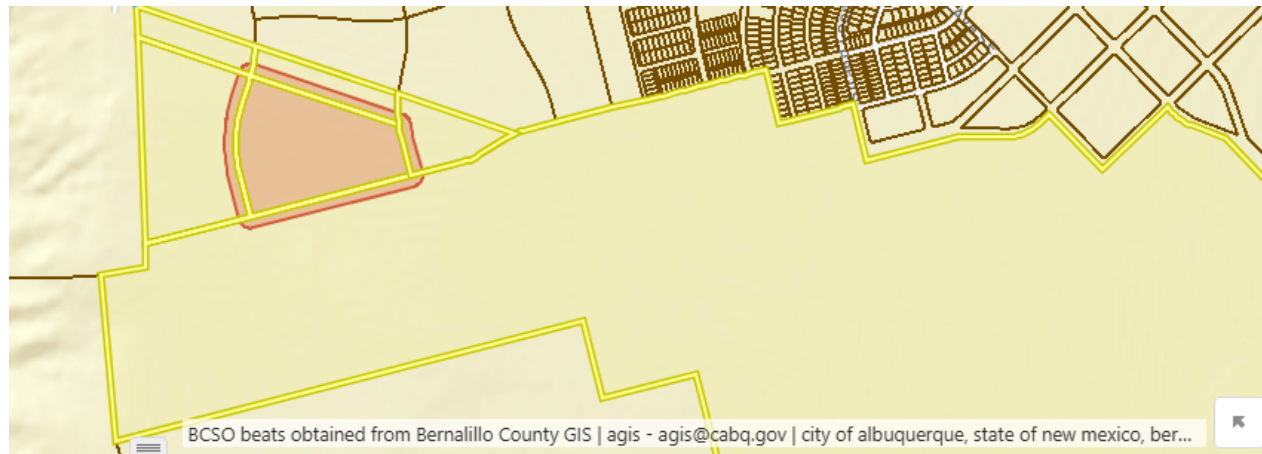 BCSO beats obtained from Bernalillo County GIS | agis - agis@cabq.gov | city of albuquerque, state of new mexico, ber...